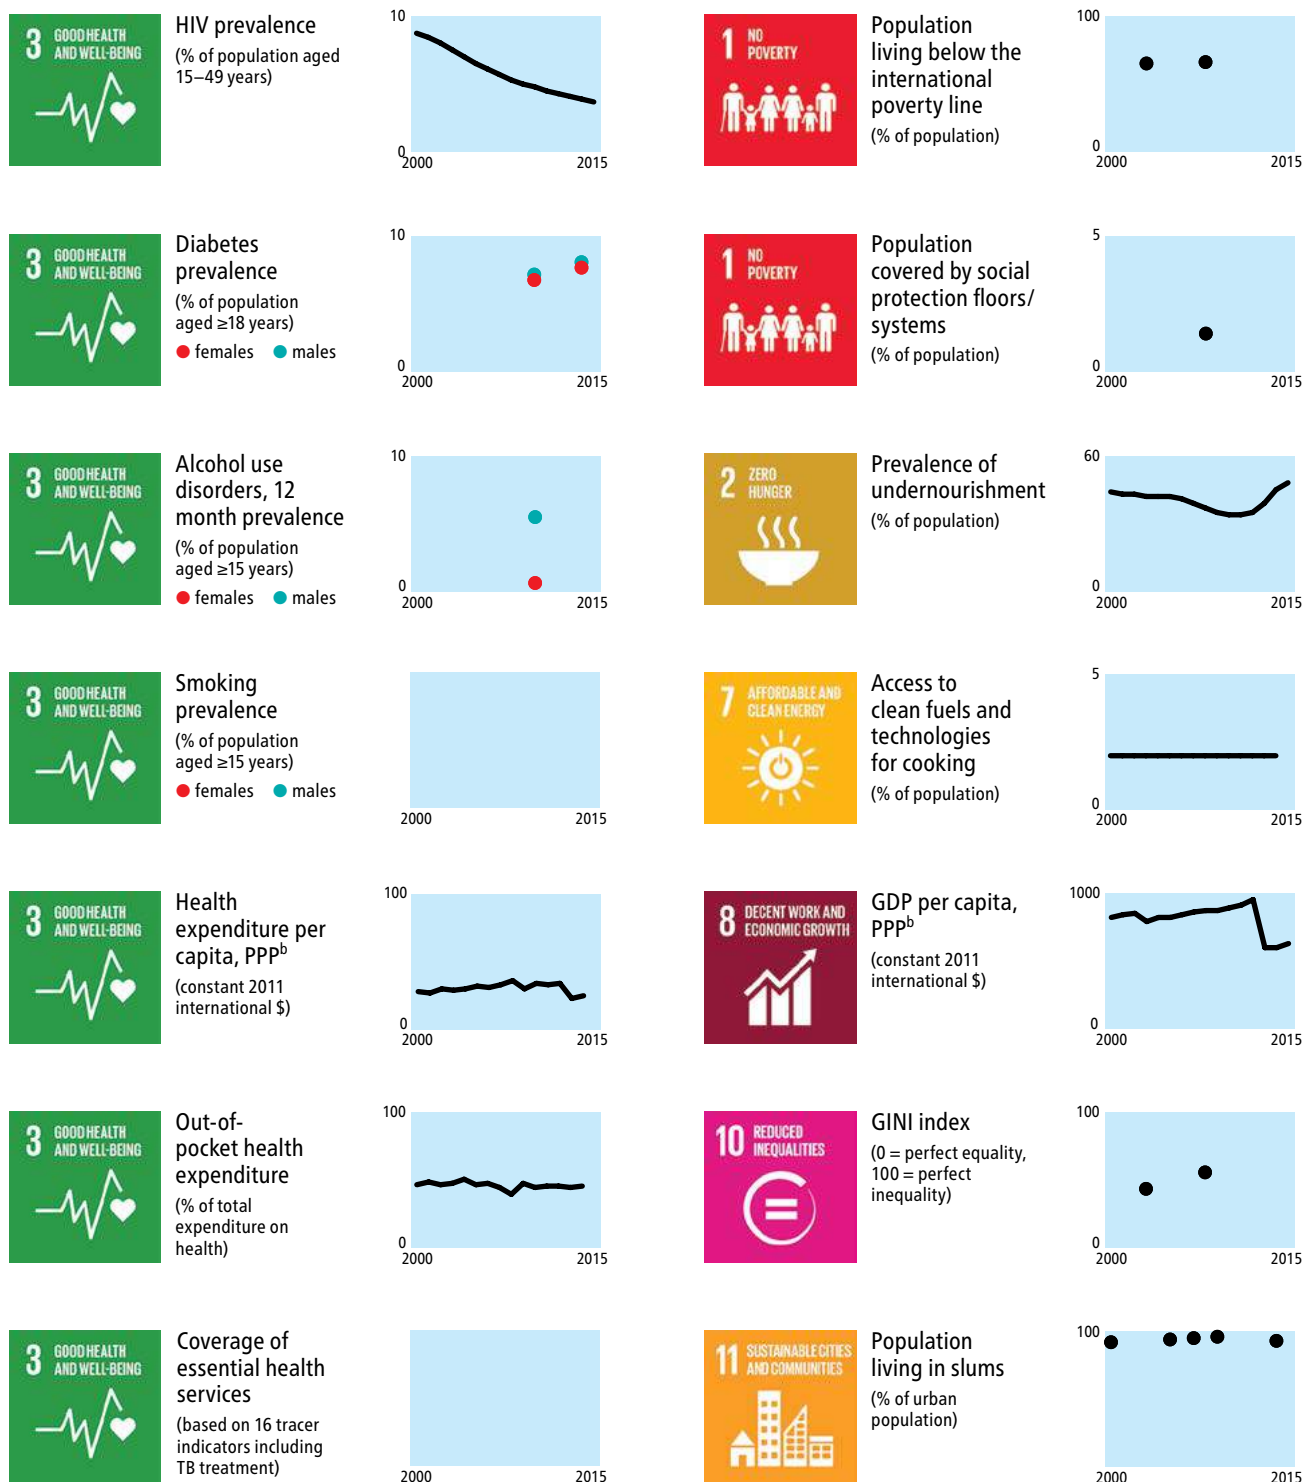 3 GOOD HEALTH
AND WELL-BEING
HIV prevalence
(% of population aged
15–49 years)
10
0
2000 2015
1 NO
POVERTY
Population
living below the
international
poverty line
(% of population)
100
0
2000 2015
3 GOOD HEALTH
AND WELL-BEING
Diabetes
prevalence
(% of population
aged ≥18 years)
females males
10
0
2000 2015
1 NO
POVERTY
Population
covered by social
protection floors/
systems
(% of population)
5
0
2000 2015
3 GOOD HEALTH
AND WELL-BEING
Alcohol use
disorders, 12
month prevalence
(% of population
aged ≥15 years)
females males
10
0
2000 2015
2 ZERO
HUNGER
Prevalence of
undernourishment
(% of population)
60
0
2000 2015
3 GOOD HEALTH
AND WELL-BEING
Smoking
prevalence
(% of population
aged ≥15 years)
females males
2000 2015
7 AFFORDABLE AND
CLEAN ENERGY
Access to
clean fuels and
technologies
for cooking
(% of population)
5
0
2000 2015
3 GOOD HEALTH
AND WELL-BEING
Health
expenditure per
capita, PPPᵇ
(constant 2011
international $)
100
0
2000 2015
8 DECENT WORK AND
ECONOMIC GROWTH
GDP per capita,
PPPᵇ
(constant 2011
international $)
1000
0
2000 2015
3 GOOD HEALTH
AND WELL-BEING
Out-of-
pocket health
expenditure
(% of total
expenditure on
health)
100
0
2000 2015
10 REDUCED
INEQUALITIES
GINI index
(0 = perfect equality,
100 = perfect
inequality)
100
0
2000 2015
3 GOOD HEALTH
AND WELL-BEING
Coverage of
essential health
services
(based on 16 tracer
indicators including
TB treatment)
2000 2015
11 SUSTAINABLE CITIES
AND COMMUNITIES
Population
living in slums
(% of urban
population)
100
2000 2015